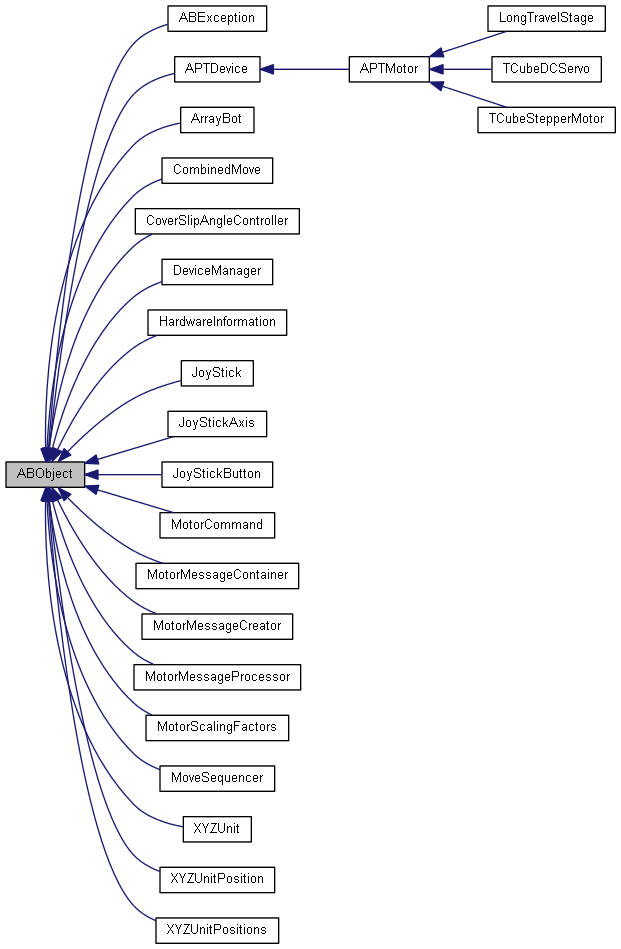 ABException
LongTravelStage
APTDevice
APTMotor
TCubeDCServo
ArrayBot
TCubeStepperMotor
CombinedMove
CoverSlipAngleController
DeviceManager
HardwareInformation
JoyStick
JoyStickAxis
ABObject
JoyStickButton
MotorCommand
MotorMessageContainer
MotorMessageCreator
MotorMessageProcessor
MotorScalingFactors
MoveSequencer
XYZUnit
XYZUnitPosition
XYZUnitPositions